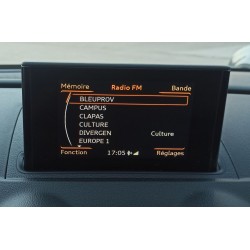 Mémoire Radio FM Bande
BLEUPROV
CAMPUS
CLAPAS
CULTURE
DIVERGEN Culture
EUROPE 1
Fonction 17:05 Réglages